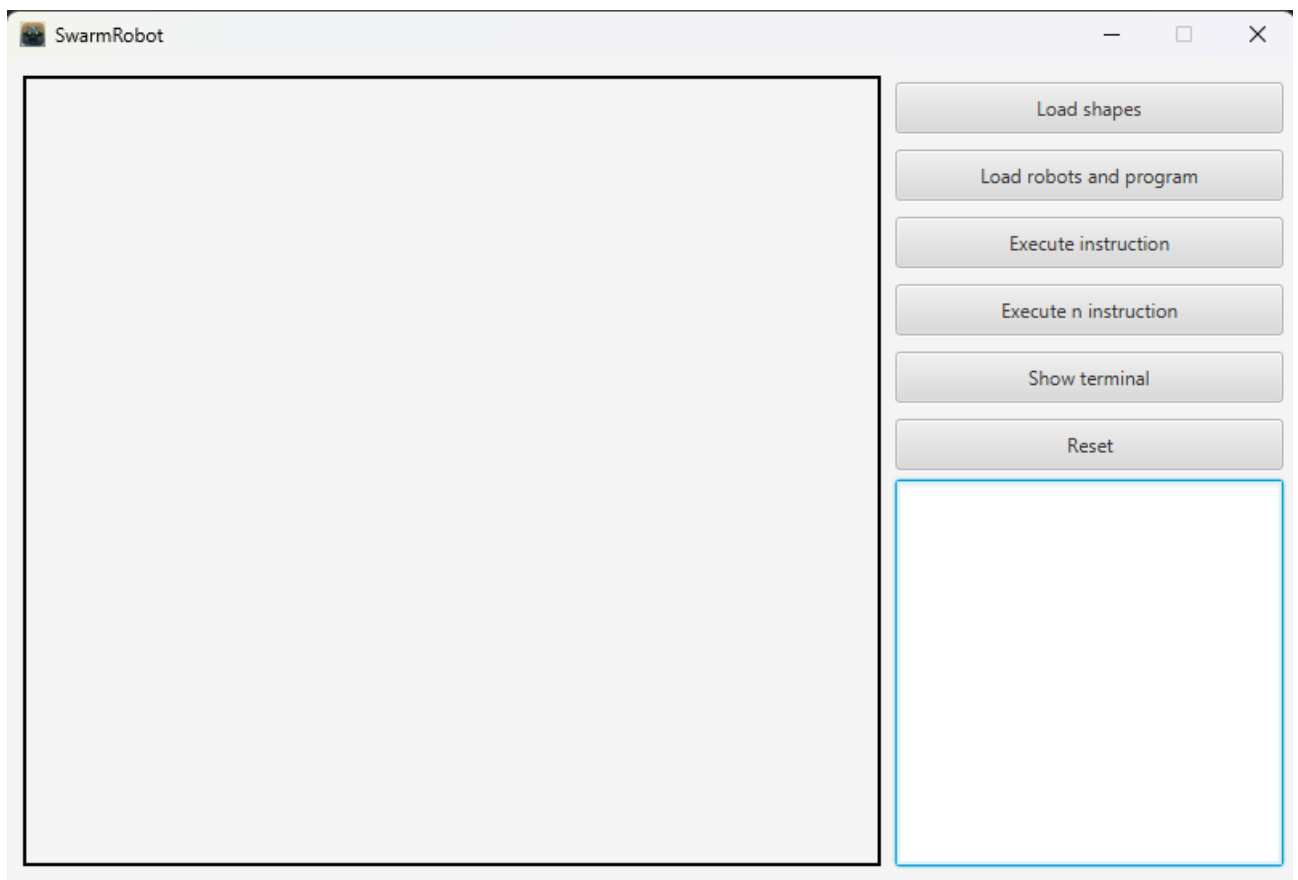 SwarmRobot
Load shapes
Load robots and program
Execute instruction
Execute n instruction
Show terminal
Reset